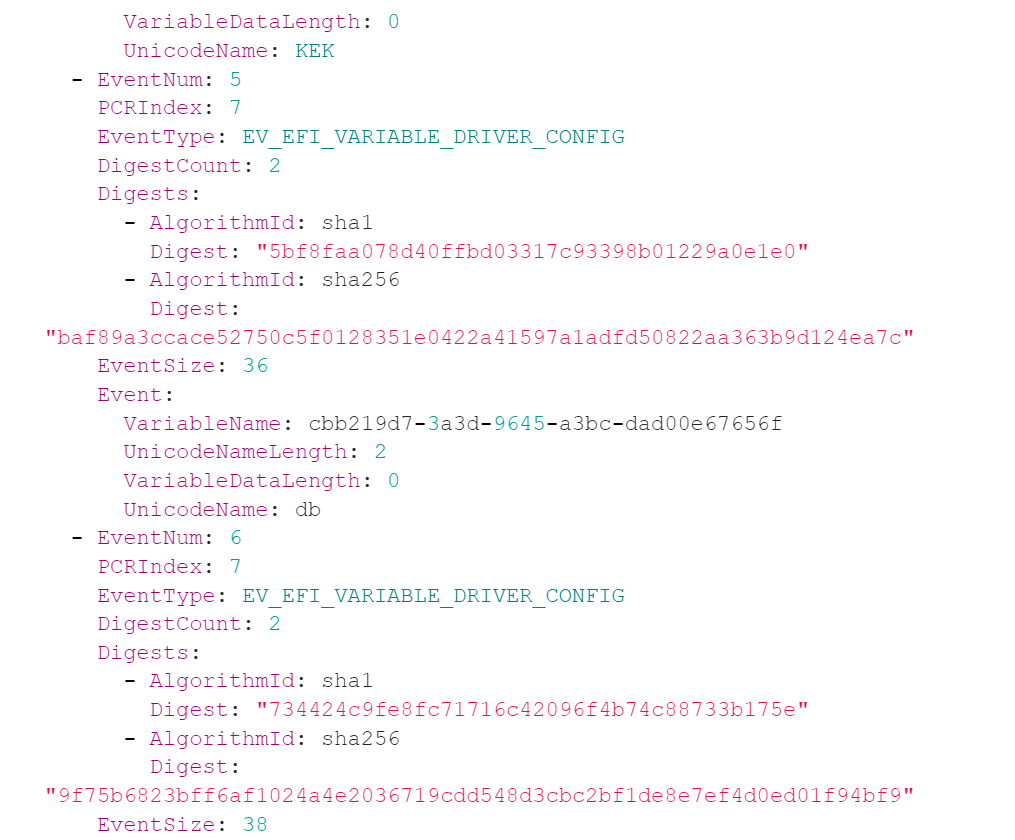 VariableDataLength: 0
UnicodeName: KEK
- EventNum: 5
PCRIndex: 7
EventType: EV_EFI_VARIABLE_DRIVER_CONFIG
DigestCount: 2
Digests:
- AlgorithmId: sha1
Digest: "5bf8faa078d40ffbd03317c93398b01229a0e1e0"
- AlgorithmId: sha256
Digest:
"baf89a3ccace52750c5f0128351e0422a41597a1adfd50822aa363b9d124ea7c"
EventSize: 36
Event:
VariableName: cbb219d7-3a3d-9645-a3bc-dad00e67656f
UnicodeNameLength: 2
VariableDataLength: 0
UnicodeName: db
- EventNum: 6
PCRIndex: 7
EventType: EV_EFI_VARIABLE_DRIVER_CONFIG
DigestCount: 2
Digests:
- AlgorithmId: sha1
Digest: "734424c9fe8fc71716c42096f4b74c88733b175e"
- AlgorithmId: sha256
Digest:
"9f75b6823bff6af1024a4e2036719cdd548d3cbc2bf1de8e7ef4d0ed01f94bf9"
EventSize: 38